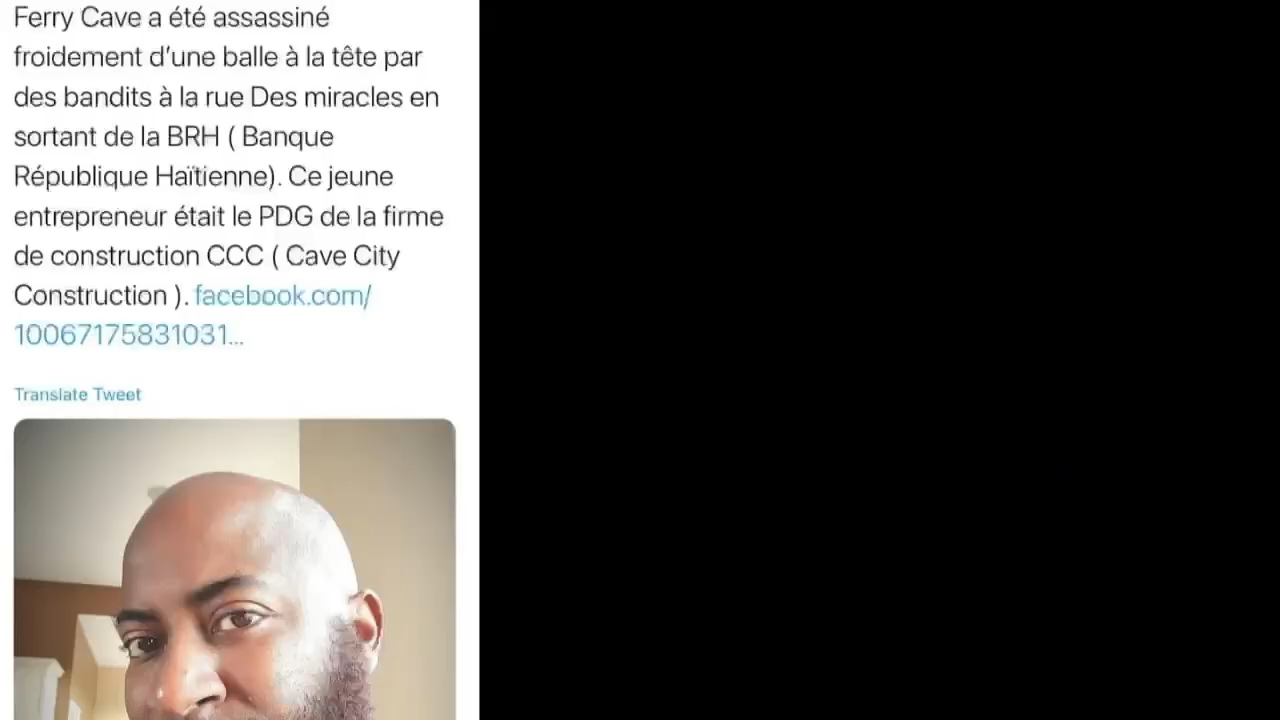 Ferry Cave a été assassiné
froidement d'une balle à la tête par
des bandits à la rue Des miracles en
sortant de la BRH ( Banque
République Haïtienne). Ce jeune
entrepreneur était le PDG de la firme
de construction CCC ( Cave City
Construction ). facebook.com/
10067175831031...
Translate Tweet